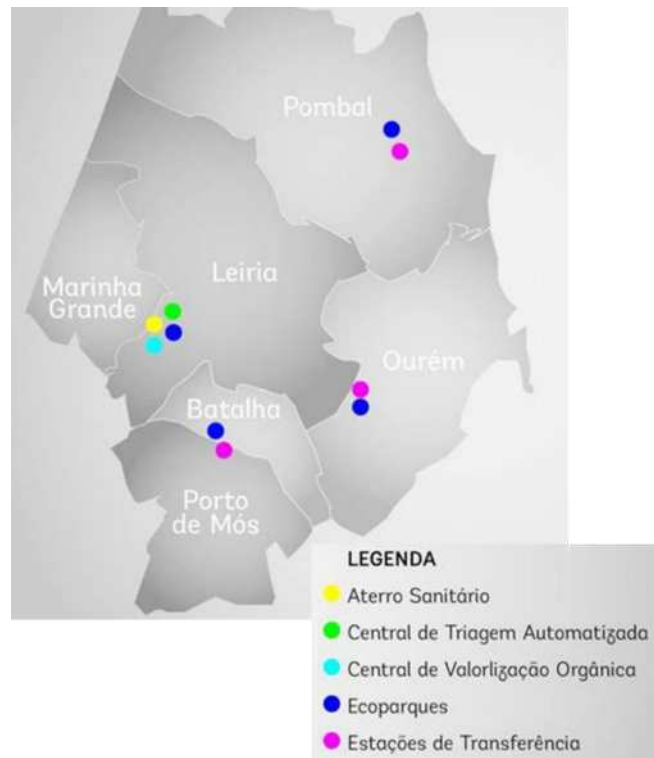 Pombal
Leiria
Marinha
Grande
Ourém
Batalha
Porto
de Mós
LEGENDA
Aterro Sanitário
Central de Triagem Automatizada
Central de Valorlização Orgânica
Ecoparques
Estações de Transferência